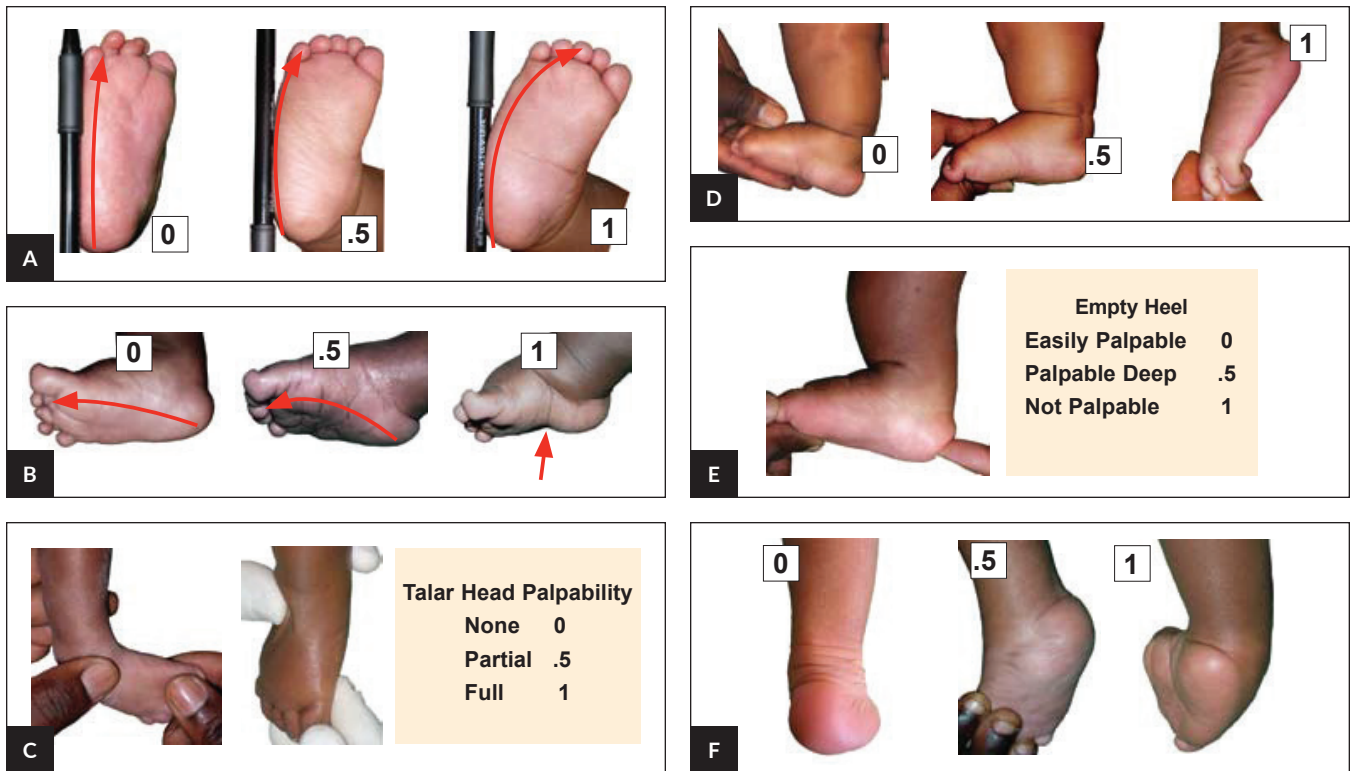 0
.5
1
A
0
.5
1
B
Talar Head Palpability
None 0
Partial .5
Full 1
C
0
.5
1
D
Empty Heel
Easily Palpable 0
Palpable Deep .5
Not Palpable 1
E
0
.5
1
F